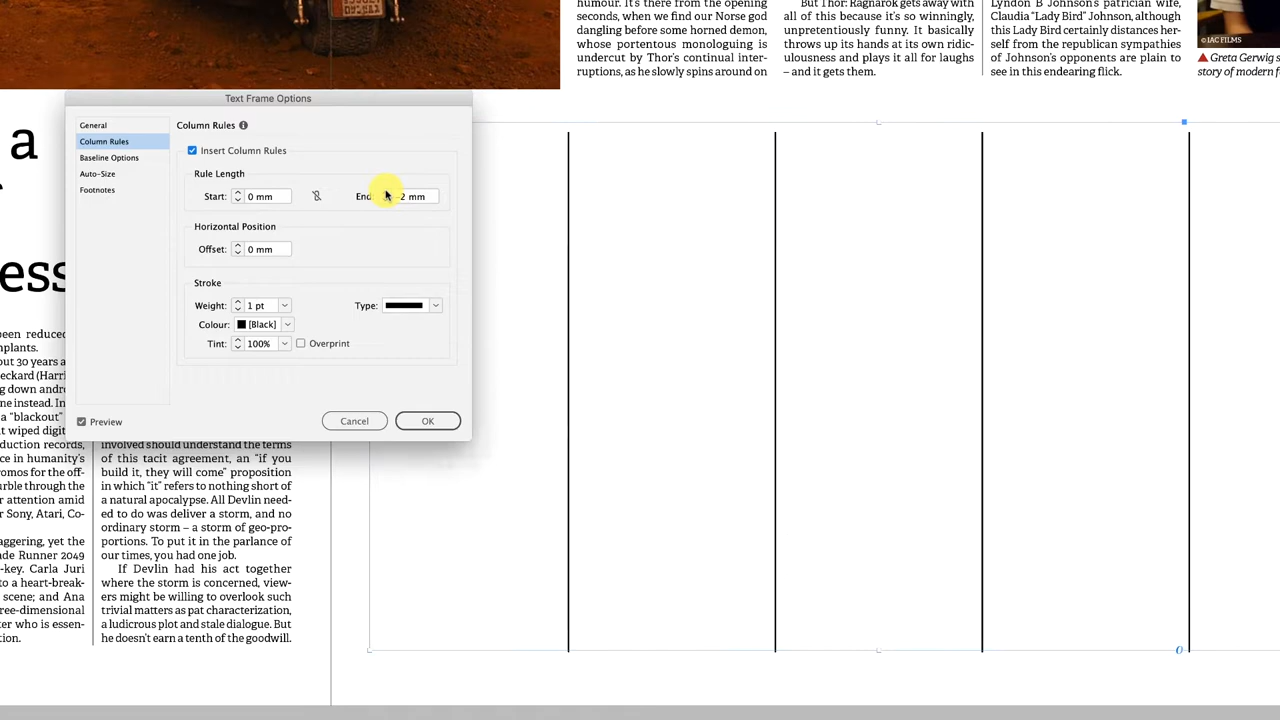 humour. It's there from the opening
seconds, when we find our Norse god
dangling before some horned demon,
whose portentous monologuing is
undercut by Thor's continual inter-
ruptions, as he slowly spins around on
But Thor: Ragnarok gets away with
all of this because it's so winningly,
unpretentiously funny. It basically
throws up its hands at its own ridic-
ulousness and plays it all for laughs
– and it gets them.
Lyndon B Johnson's patrician wife,
Claudia "Lady Bird" Johnson, although
this Lady Bird certainly distances her-
self from the republican sympathies
of Johnson's opponents are plain to
see in this endearing flick.
© IAC FILMS
Greta Gerwig s
story of modern f
Text Frame Options
General
Column Rules
Baseline Options
Auto-Size
Footnotes
Column Rules
Insert Column Rules
Rule Length
Start: 0 mm
End: -2 mm
Horizontal Position
Offset: 0 mm
Stroke
Weight: 1 pt
Type:
Colour: [Black]
Tint: 100%
Overprint
Preview
Cancel
OK
a
ess
been reduced
mplants.
out 30 years a
eckard (Harri
g down andr
ne instead. In
a "blackout"
t wiped digit
duction records,
ce in humanity's
romos for the off-
urble through the
r attention amid
r Sony, Atari, Co-
aggering, yet the
ade Runner 2049
-key. Carla Juri
to a heart-break-
scene; and Ana
ree-dimensional
ter who is essen-
tion.
involved should understand the terms
of this tacit agreement, an "if you
build it, they will come" proposition
in which "it" refers to nothing short of
a natural apocalypse. All Devlin need-
ed to do was deliver a storm, and no
ordinary storm – a storm of geo-pro-
portions. To put it in the parlance of
our times, you had one job.
If Devlin had his act together
where the storm is concerned, view-
ers might be willing to overlook such
trivial matters as pat characterization,
a ludicrous plot and stale dialogue. But
he doesn't earn a tenth of the goodwill.